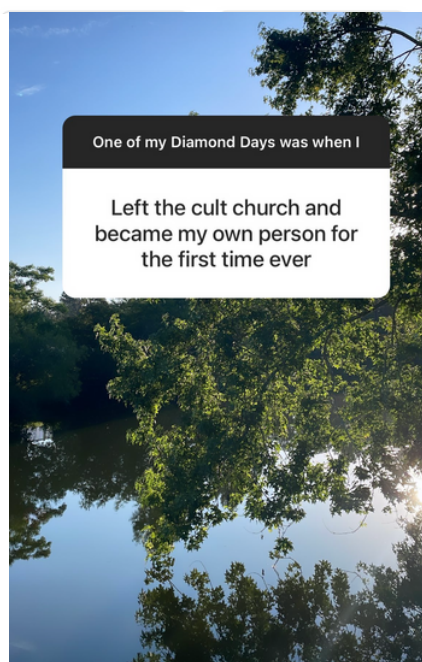 One of my Diamond Days was when I
Left the cult church and
became my own person for
the first time ever